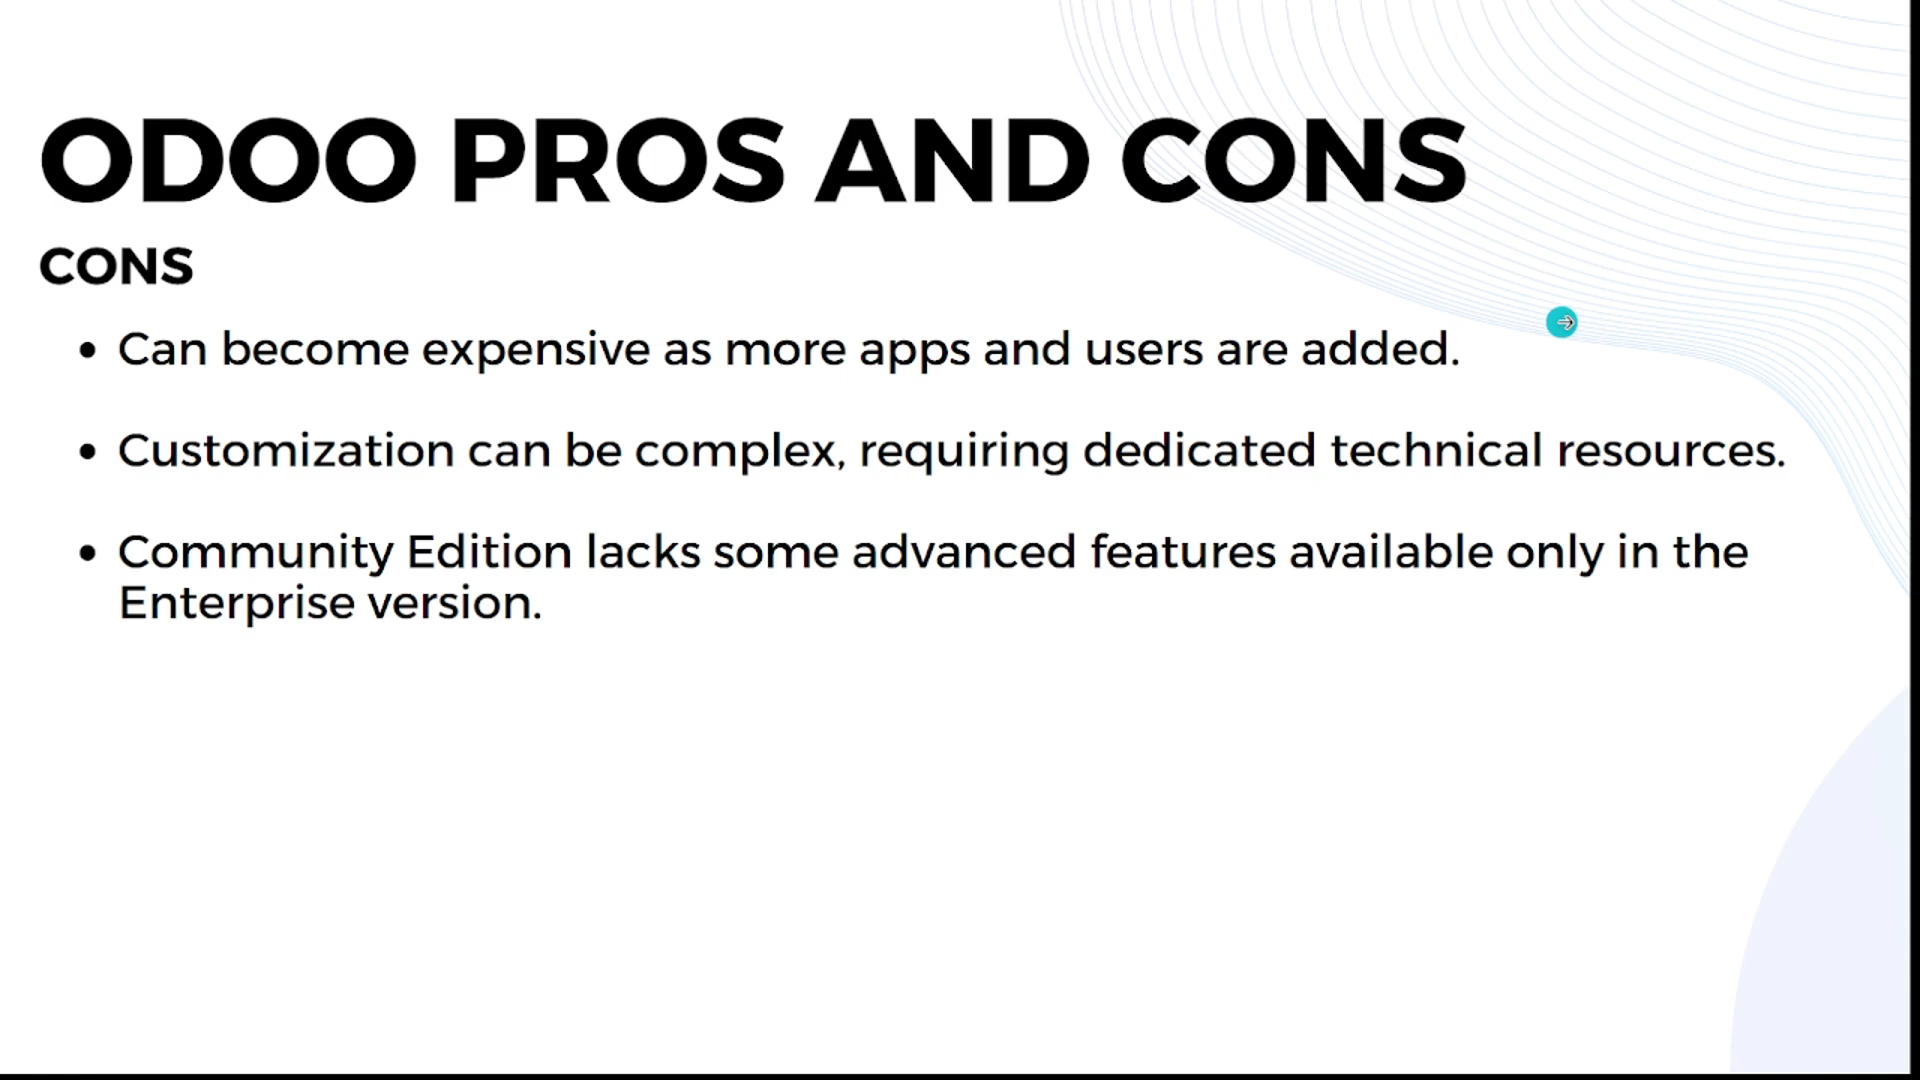 ODOO PROS AND CONS
CONS
• Can become expensive as more apps and users are added.
• Customization can be complex, requiring dedicated technical resources.
• Community Edition lacks some advanced features available only in the
Enterprise version.